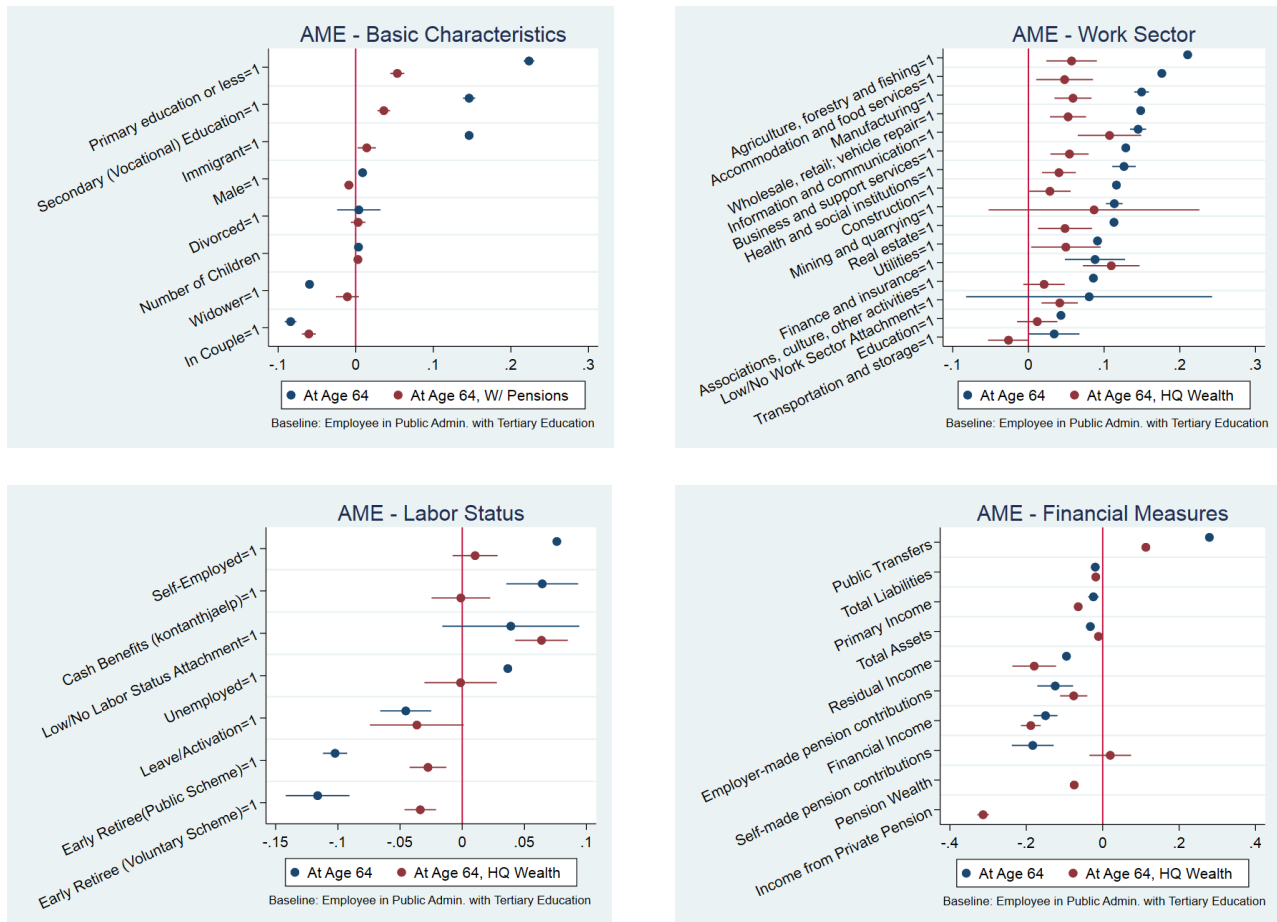 AME - Basic Characteristics
Primary education or less=1
Secondary (Vocational) Education=1
Immigrant=1
Male=1
Divorced=1
Number of Children
Widower=1
In Couple=1
-.1 0 .1 .2 .3
At Age 64 At Age 64, W/ Pensions
Baseline: Employee in Public Admin. with Tertiary Education
AME - Work Sector
Agriculture, forestry and fishing=1
Accommodation and food services=1
Manufacturing=1
Wholesale, retail; vehicle repair=1
Information and communication=1
Business and support services=1
Health and social institutions=1
Construction=1
Mining and quarrying=1
Real estate=1
Utilities=1
Finance and insurance=1
Associations, culture, other activities=1
Low/No Work Sector Attachment=1
Education=1
Transportation and storage=1
-.1 0 .1 .2 .3
At Age 64 At Age 64, HQ Wealth
Baseline: Employee in Public Admin. with Tertiary Education
AME - Labor Status
Self-Employed=1
Cash Benefits (kontanthjaelp)=1
Low/No Labor Status Attachment=1
Unemployed=1
Leave/Activation=1
Early Retiree(Public Scheme)=1
Early Retiree (Voluntary Scheme)=1
-.15 -.1 -.05 0 .05 .1
At Age 64 At Age 64, HQ Wealth
Baseline: Employee in Public Admin. with Tertiary Education
AME - Financial Measures
Public Transfers
Total Liabilities
Primary Income
Total Assets
Residual Income
Employer-made pension contributions
Financial Income
Self-made pension contributions
Pension Wealth
Income from Private Pension
-.4 -.2 0 .2 .4
At Age 64 At Age 64, HQ Wealth
Baseline: Employee in Public Admin. with Tertiary Education